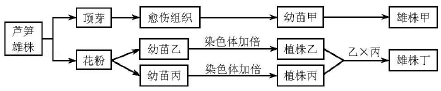 芦笋雄株
顶芽 愈伤组织 幼苗甲 雄株甲
花粉 幼苗乙 染色体加倍 植株乙 乙×丙 雄株丁
幼苗丙 染色体加倍 植株丙